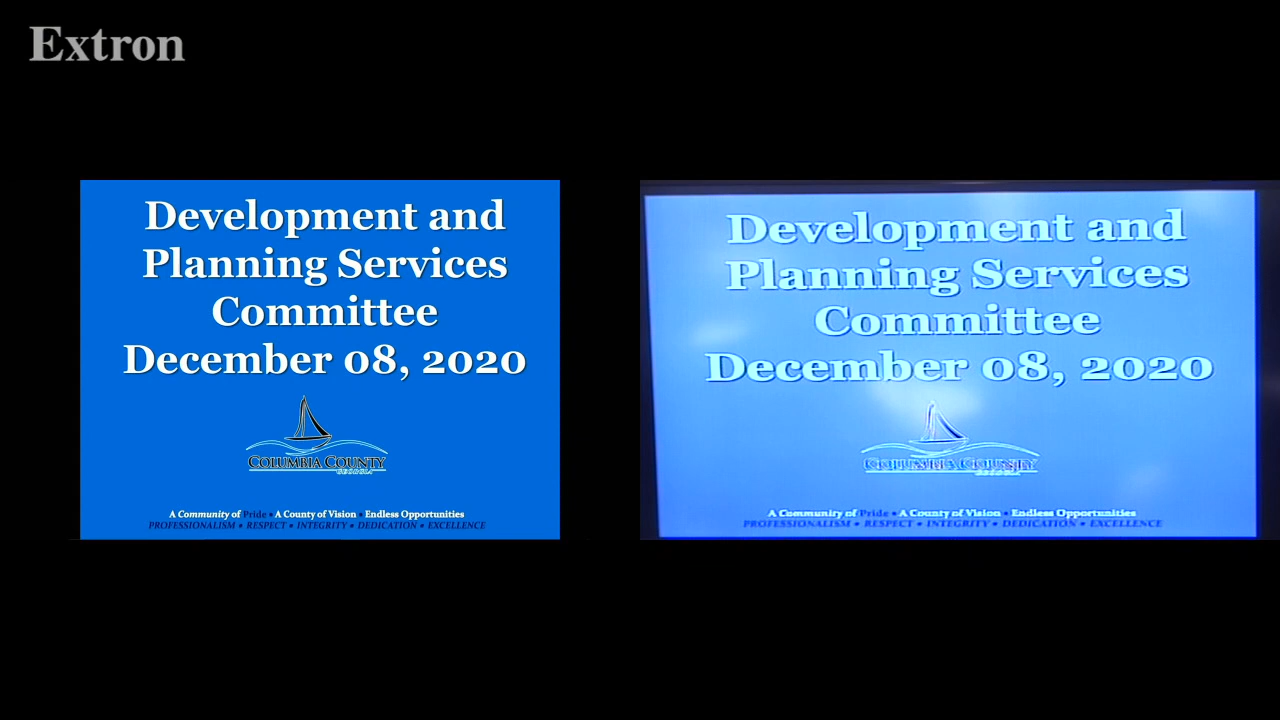 Extron
Development and
Planning Services
Committee
December 08, 2020
COLUMBIA COUNTY
GEORGIA
A Community of Pride • A County of Vision • Endless Opportunities
PROFESSIONALISM • RESPECT • INTEGRITY • DEDICATION • EXCELLENCE
Development and
Planning Services
Committee
December 08, 2020
COLUMBIA COUNTY
GEORGIA
A Community of Pride • A County of Vision • Endless Opportunities
PROFESSIONALISM • RESPECT • INTEGRITY • DEDICATION • EXCELLENCE